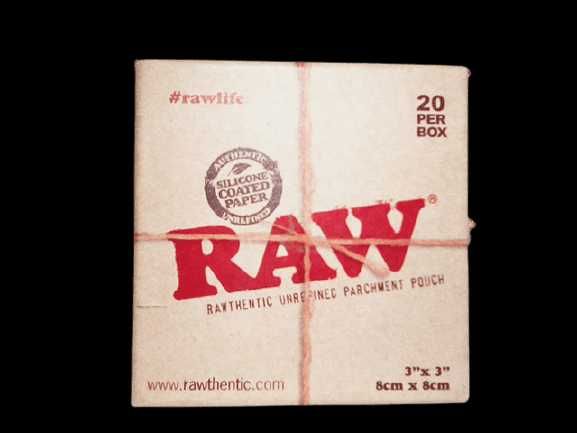 #rawlife
20
PER
BOX
AUTHENTIC
SILICONE
COATED
PAPER
UNREFINED
RAW®
RAWTHENTIC UNREFINED PARCHMENT POUCH
3"x 3"
8cm x 8cm
www.rawthentic.com